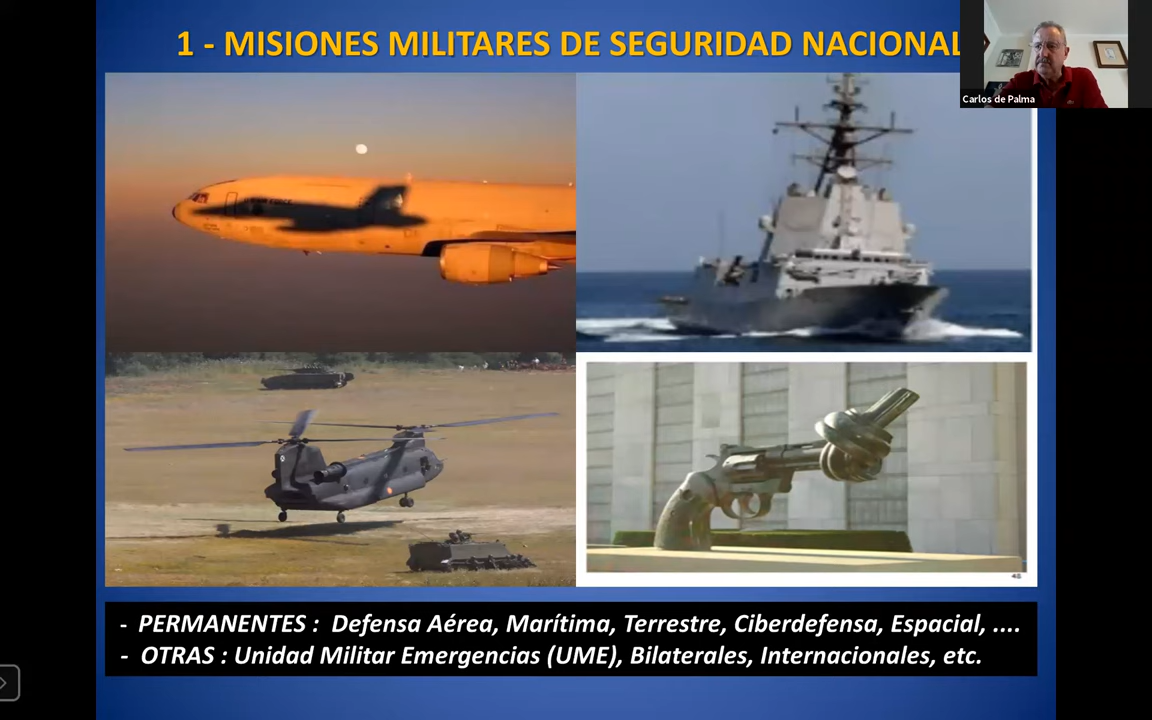 1 - MISIONES MILITARES DE SEGURIDAD NACIONAL
Carlos de Palma
48
- PERMANENTES : Defensa Aérea, Marítima, Terrestre, Ciberdefensa, Espacial, ....
- OTRAS : Unidad Militar Emergencias (UME), Bilaterales, Internacionales, etc.